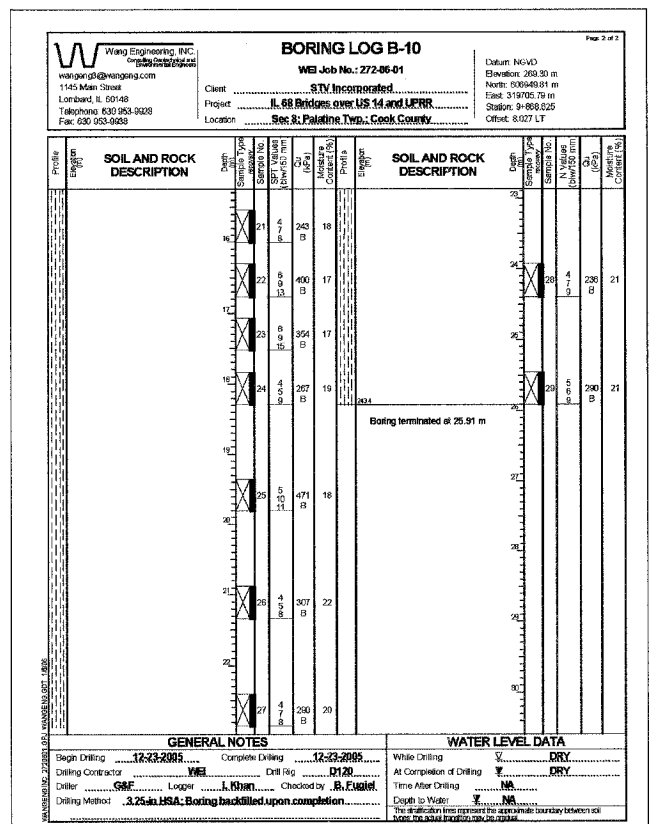 Page 2 of 2
Wang Engineering, INC.
Consulting Geotechnical and
Environmental Engineers
wangeng3@wangeng.com
1145 Main Street
Lombard, IL 60148
Telephone: 630 953-9928
Fax: 630 953-9938
BORING LOG B-10
WEI Job No.: 272-06-01
Client STV Incorporated
Project IL 68 Bridges over US 14 and UPRR
Location Sec 8; Palatine Twp.; Cook County
Datum: NGVD
Elevation: 269.30 m
North: 606949.81 m
East: 319705.79 m
Station: 9+868.825
Offset: 8.027 LT
Profile Elevation (m) SOIL AND ROCK DESCRIPTION Depth (m) Sample Type recovery Sample No. SPT Values (blw/150 mm) Qu (kPa) Moisture Content (%)
16
21 4 7 8 243 B 18
22 6 9 13 400 B 17
17
23 8 9 15 354 B 17
18
24 4 5 9 267 B 19
19
25 5 10 11 471 B 18
20
21
26 4 5 8 307 B 22
22
27 4 7 8 290 B 20
Profile Elevation (m) SOIL AND ROCK DESCRIPTION Depth (m) Sample Type recovery Sample No. N Values (blw/150 mm) Qu (kPa) Moisture Content (%)
23
24
28 4 7 9 236 B 21
25
29 5 6 9 290 B 21
243.4
26
Boring terminated at 25.91 m
27
28
29
30
GENERAL NOTES
Begin Drilling 12-23-2005 Complete Drilling 12-23-2005
Drilling Contractor WEI Drill Rig D120
Driller G&F Logger I. Khan Checked by B. Fugiel
Drilling Method 3.25-in HSA; Boring backfilled upon completion
WATER LEVEL DATA
While Drilling DRY
At Completion of Drilling DRY
Time After Drilling NA
Depth to Water NA
The stratification lines represent the approximate boundary between soil
types; the actual transition may be gradual.